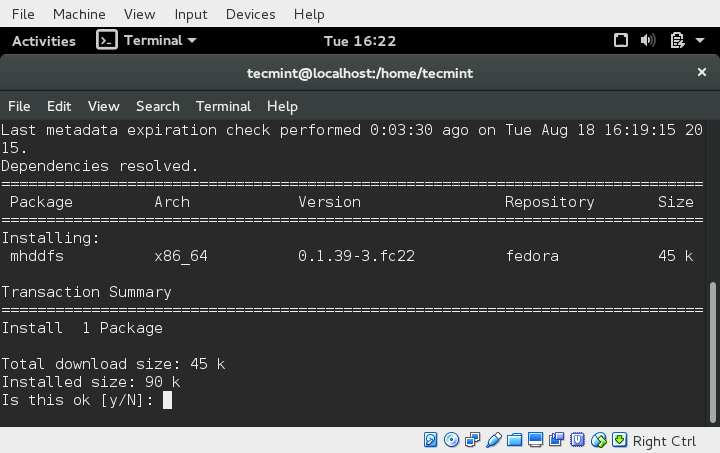 File Machine View Input Devices Help
Activities Terminal Tue 16:22
tecmint@localhost:/home/tecmint ×
File Edit View Search Terminal Help
Last metadata expiration check performed 0:03:30 ago on Tue Aug 18 16:19:15 20
15.
Dependencies resolved.
================================================================================
Package Arch Version Repository Size
================================================================================
Installing:
mhddfs x86_64 0.1.39-3.fc22 fedora 45 k
Transaction Summary
================================================================================
Install 1 Package
Total download size: 45 k
Installed size: 90 k
Is this ok [y/N]:
Right Ctrl